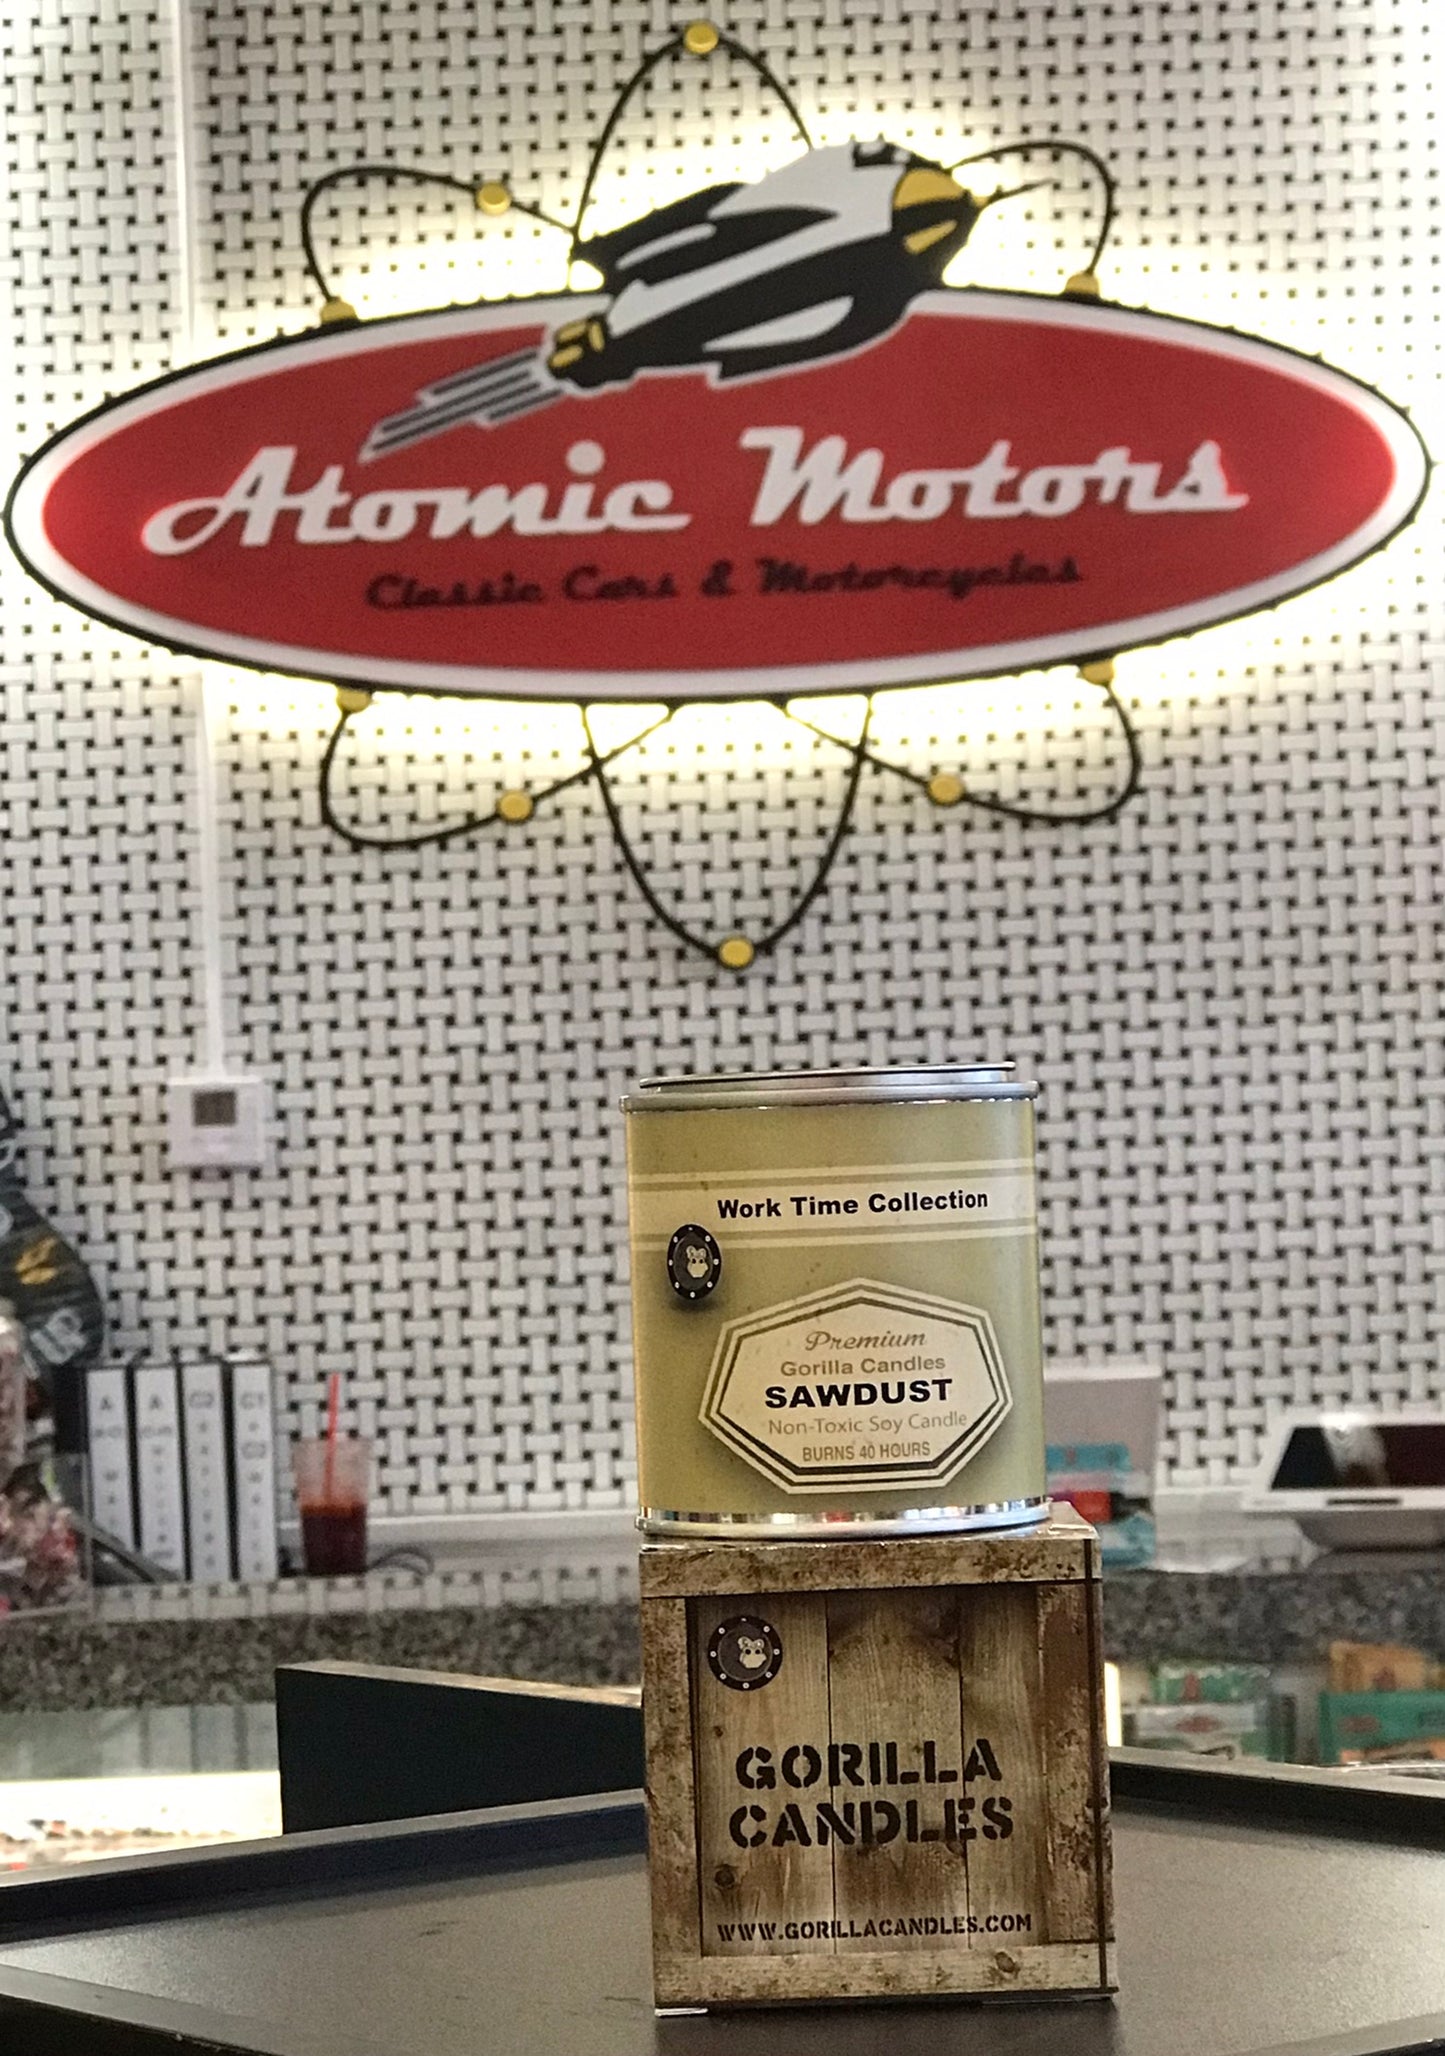 Atomic Motors
Classic Cars & Motorcycles
Work Time Collection
Premium
Gorilla Candles
SAWDUST
Non-Toxic Soy Candle
BURNS 40 HOURS
GORILLA
CANDLES
WWW.GORILLACANDLES.COM